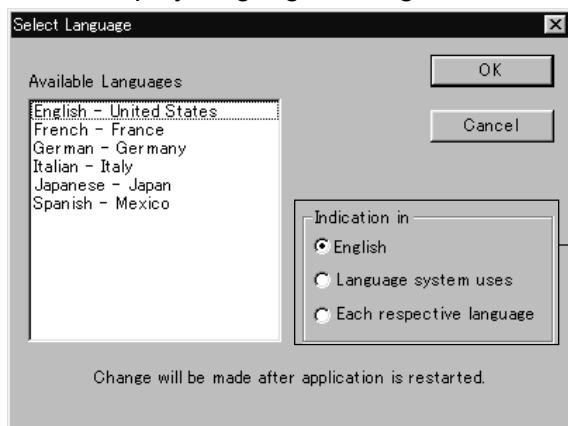 Select Language
Available Languages
English - United States
French - France
German - Germany
Italian - Italy
Japanese - Japan
Spanish - Mexico
OK
Cancel
Indication in
English
Language system uses
Each respective language
Change will be made after application is restarted.